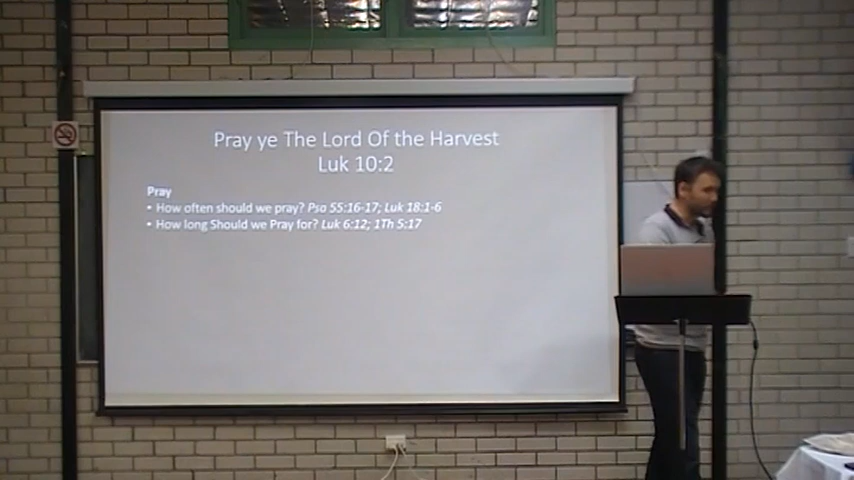 Pray ye The Lord Of the Harvest
Luk 10:2
Pray
• How often should we pray? Psa 55:16-17; Luk 18:1-6
• How long Should we Pray for? Luk 6:12; 1Th 5:17